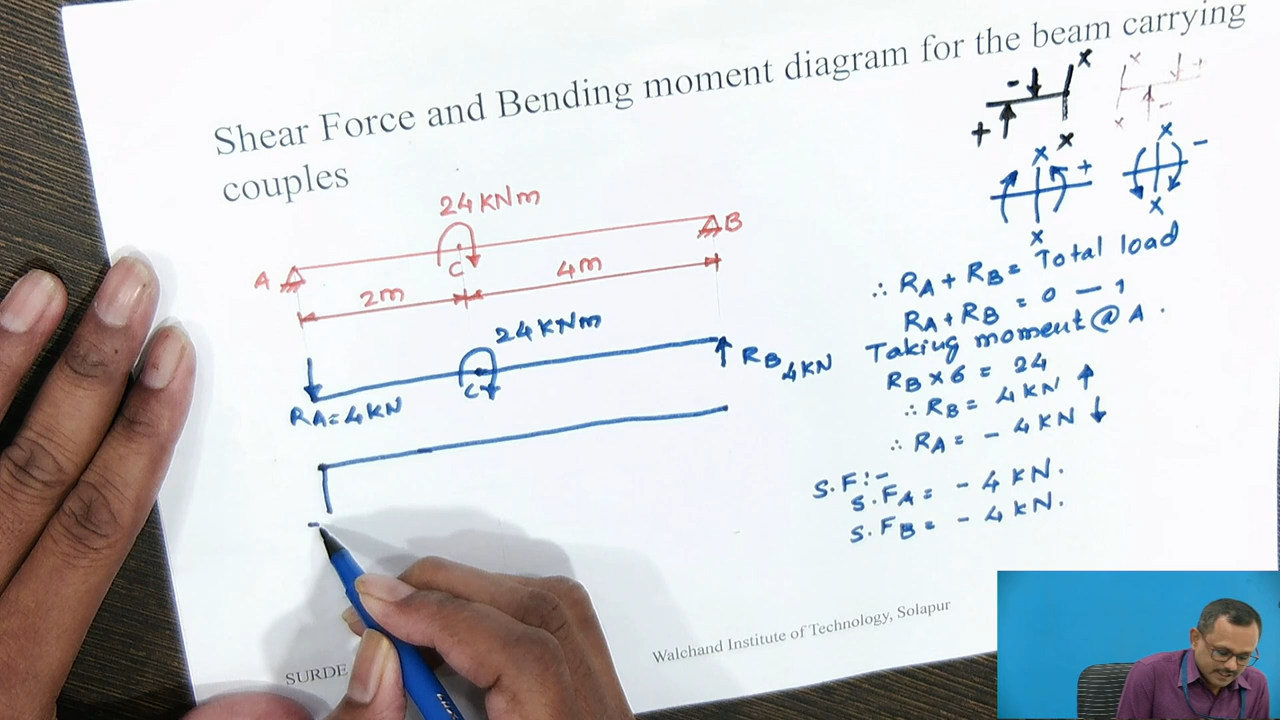 Shear Force and Bending moment diagram for the beam carrying
couples
- x x +
+ x x -
x + x -
x x
24 KNm
A C B
2m 4m
24 KNm
RA = 4 KN C RB 4KN
∴ RA + RB = Total load
RA + RB = 0 — 1
Taking moment @ A .
RB x 6 = 24
∴ RB = 4 KN ↑
∴ RA = - 4 KN ↓
S.F:-
S.FA = - 4 KN.
S.FB = - 4 KN.
-
SURDE
Walchand Institute of Technology, Solapur